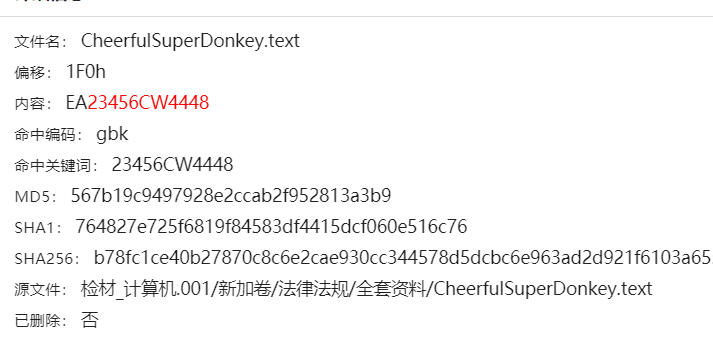 文件名： CheerfulSuperDonkey.text
偏移： 1F0h
内容： EA23456CW4448
命中编码： gbk
命中关键词： 23456CW4448
MD5： 567b19c9497928e2ccab2f952813a3b9
SHA1： 764827e725f6819f84583df4415dcf060e516c76
SHA256： b78fc1ce40b27870c8c6e2cae930cc344578d5dcbc6e963ad2d921f6103a65
源文件： 检材_计算机.001/新加卷/法律法规/全套资料/CheerfulSuperDonkey.text
已删除： 否